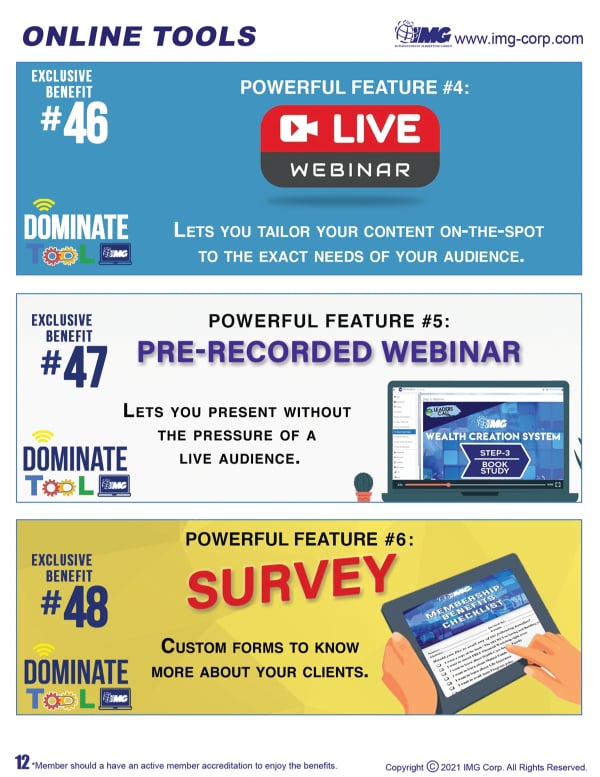 ONLINE TOOLS
IMG
INTERNATIONAL MARKETING GROUP
www.img-corp.com
EXCLUSIVE
BENEFIT
#46
POWERFUL FEATURE #4:
LIVE
WEBINAR
DOMINATE
TOOL IMG
LETS YOU TAILOR YOUR CONTENT ON-THE-SPOT
TO THE EXACT NEEDS OF YOUR AUDIENCE.
EXCLUSIVE
BENEFIT
#47
POWERFUL FEATURE #5:
PRE-RECORDED WEBINAR
LETS YOU PRESENT WITHOUT
THE PRESSURE OF A
LIVE AUDIENCE.
DOMINATE
TOOL IMG
LEADERS
CALL
IMG
WEALTH CREATION SYSTEM
STEP-3
BOOK
STUDY
EXCLUSIVE
BENEFIT
#48
POWERFUL FEATURE #6:
SURVEY
CUSTOM FORMS TO KNOW
MORE ABOUT YOUR CLIENTS.
DOMINATE
TOOL IMG
IMG
MEMBERSHIP
BENEFITS
CHECKLIST
12 *Member should a have an active member accreditation to enjoy the benefits.
Copyright © 2021 IMG Corp. All Rights Reserved.